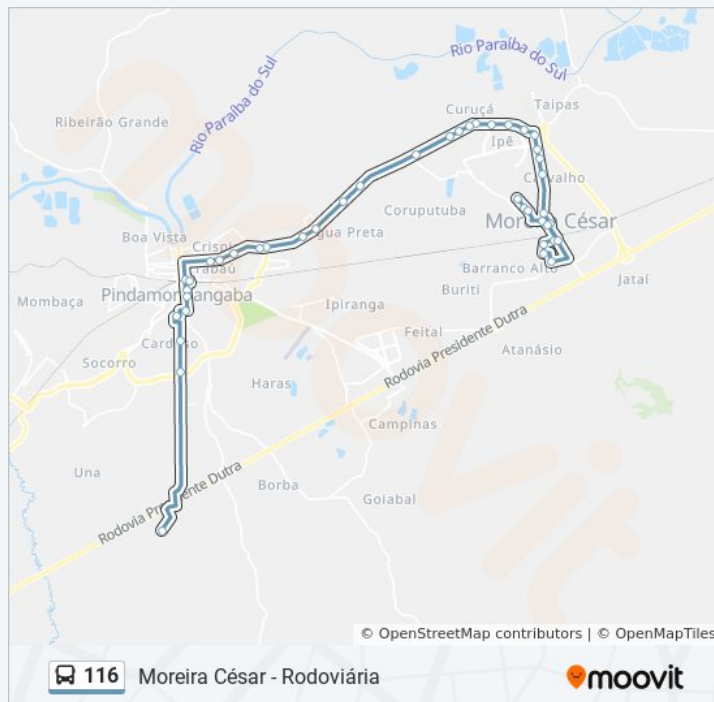 Rio Paraíba do Sul
Rio Paraíba do Sul
Curuçá
Taipas
Ribeirão Grande
Ipê
Carvalho
Coruputuba
Moreira César
Boa Vista
Crispi
Água Preta
rabaú
Barranco Alto
Jataí
Mombaça
Pindamonhangaba
Buriti
Ipiranga
Feital
Atanásio
Cardoso
Socorro
Haras
Rodovia Presidente Dutra
Campinas
Una
Borba
Goiabal
Rodovia Presidente Dutra
moovit
© OpenStreetMap contributors | © OpenMapTiles
116 Moreira César - Rodoviária
moovit